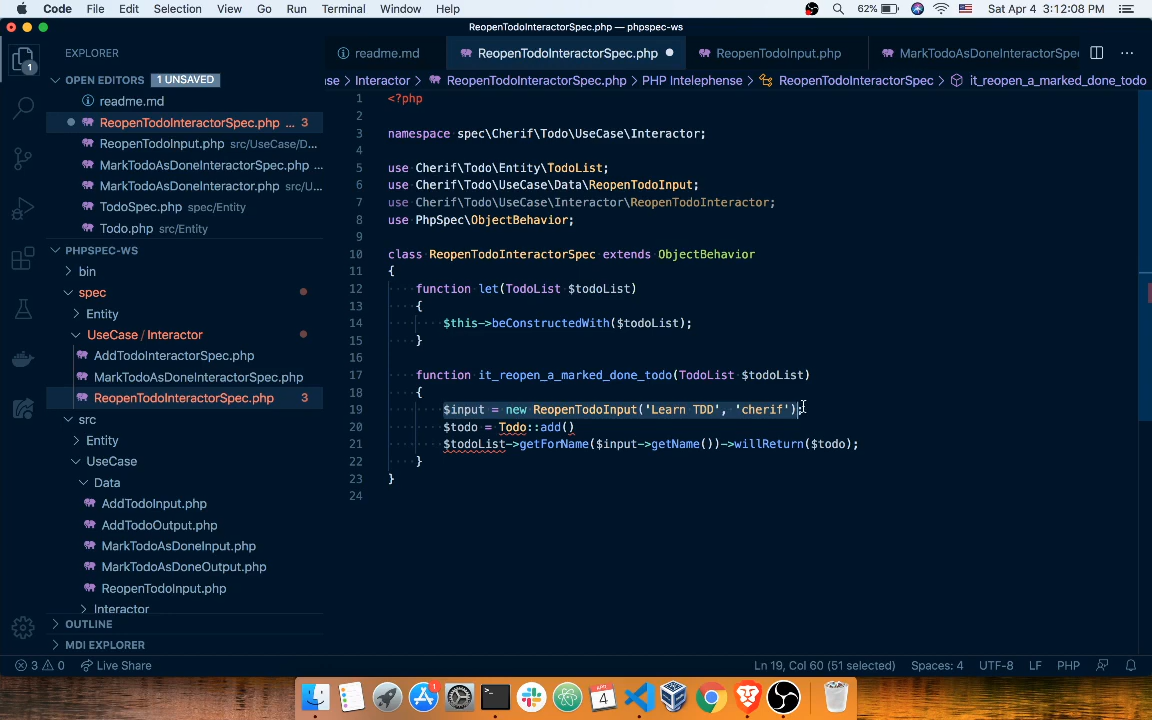 Code File Edit Selection View Go Run Terminal Window Help 62% Sat Apr 4 3:12:08 PM
ReopenTodoInteractorSpec.php — phpspec-ws
EXPLORER
readme.md ReopenTodoInteractorSpec.php ReopenTodoInput.php MarkTodoAsDoneInteractorSpe
se > Interactor > ReopenTodoInteractorSpec.php > PHP Intelephense > ReopenTodoInteractorSpec > it_reopen_a_marked_done_todo
OPEN EDITORS 1 UNSAVED
readme.md
ReopenTodoInteractorSpec.php ... 3
ReopenTodoInput.php src/UseCase/D...
MarkTodoAsDoneInteractorSpec.php ...
MarkTodoAsDoneInteractor.php src/U...
TodoSpec.php spec/Entity
Todo.php src/Entity
PHPSPEC-WS
bin
spec
Entity
UseCase / Interactor
AddTodoInteractorSpec.php
MarkTodoAsDoneInteractorSpec.php
ReopenTodoInteractorSpec.php 3
src
Entity
UseCase
Data
AddTodoInput.php
AddTodoOutput.php
MarkTodoAsDoneInput.php
MarkTodoAsDoneOutput.php
ReopenTodoInput.php
Interactor
OUTLINE
MDI EXPLORER
1
1 <?php
2
3 namespace spec\Cherif\Todo\UseCase\Interactor;
4
5 use Cherif\Todo\Entity\TodoList;
6 use Cherif\Todo\UseCase\Data\ReopenTodoInput;
7 use Cherif\Todo\UseCase\Interactor\ReopenTodoInteractor;
8 use PhpSpec\ObjectBehavior;
9
10 class ReopenTodoInteractorSpec extends ObjectBehavior
11 {
12 function let(TodoList $todoList)
13 {
14 $this->beConstructedWith($todoList);
15 }
16
17 function it_reopen_a_marked_done_todo(TodoList $todoList)
18 {
19 $input = new ReopenTodoInput('Learn TDD', 'cherif');
20 $todo = Todo::add()
21 $todoList->getForName($input->getName())->willReturn($todo);
22 }
23 }
24
3 0 Live Share Ln 19, Col 60 (51 selected) Spaces: 4 UTF-8 LF PHP
1
APR
4